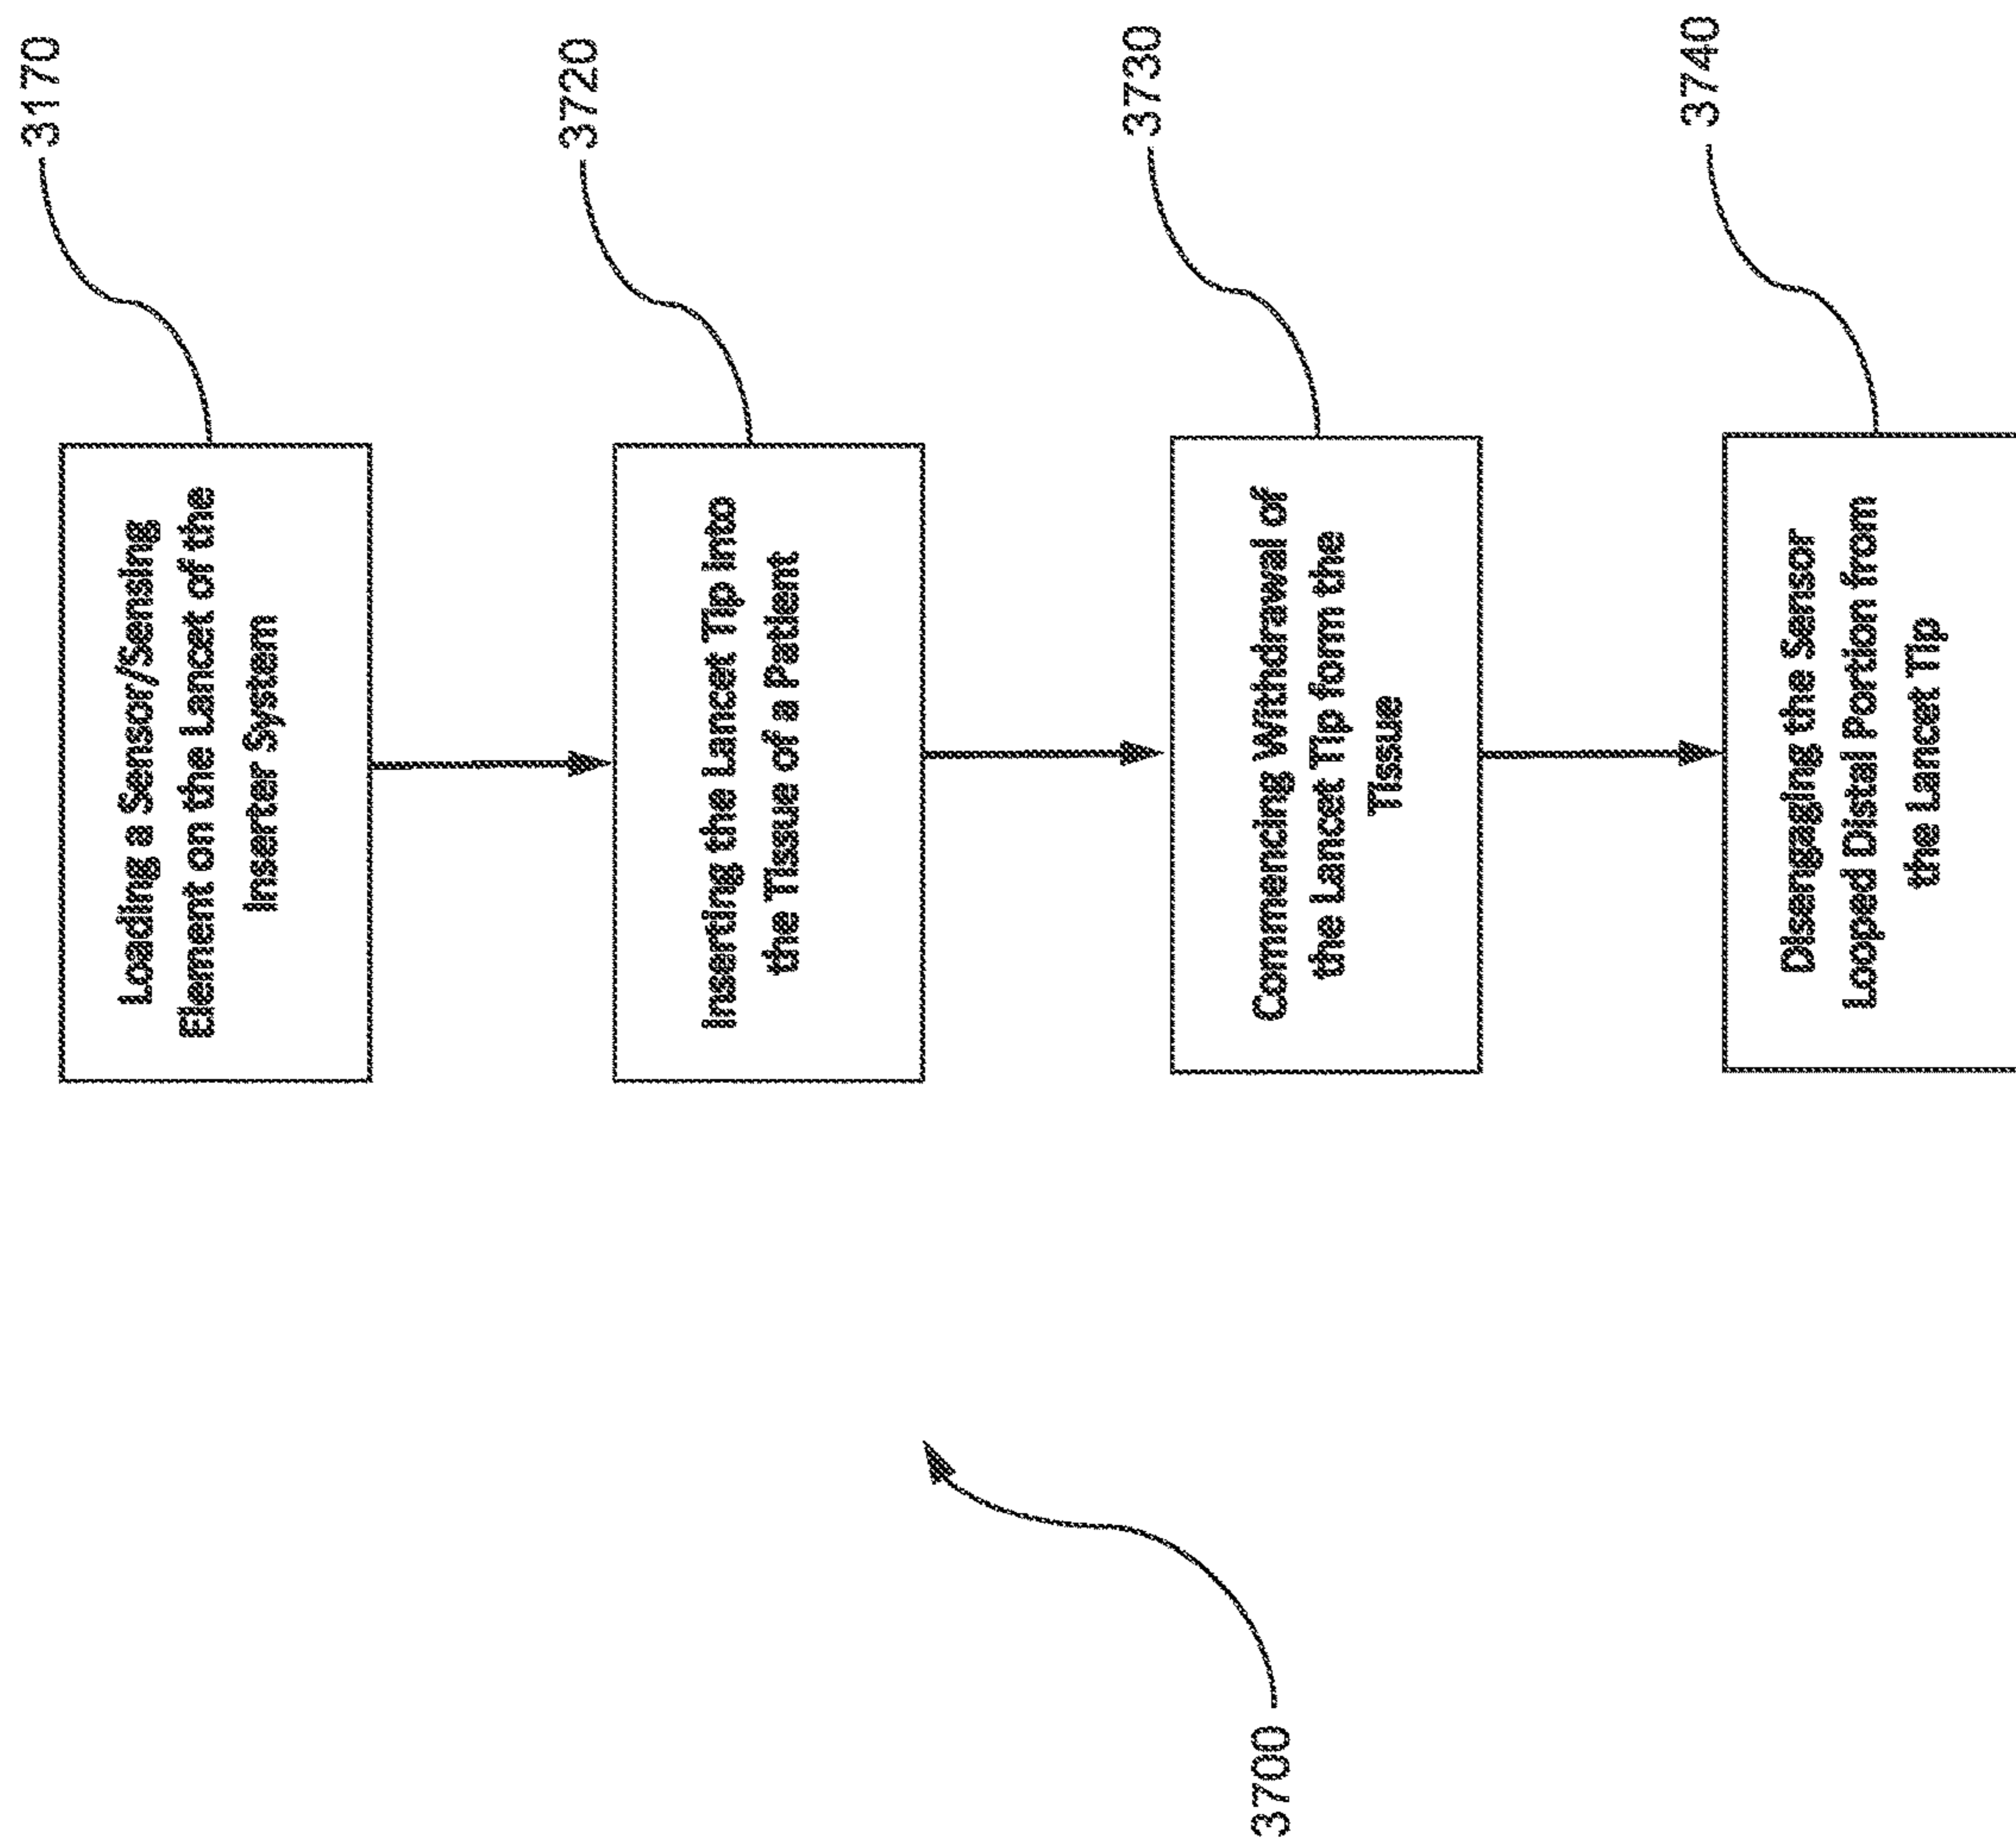 Loading a Sensor/Sensing
Element on the Lancet of the
Inserter System
3170
Inserting the Lancet Tip into
the Tissue of a Patient
3720
Commencing Withdrawal of
the Lancet Tip form the
Tissue
3730
Disengaging the Sensor
Looped Distal Portion from
the Lancet Tip
3740
3700